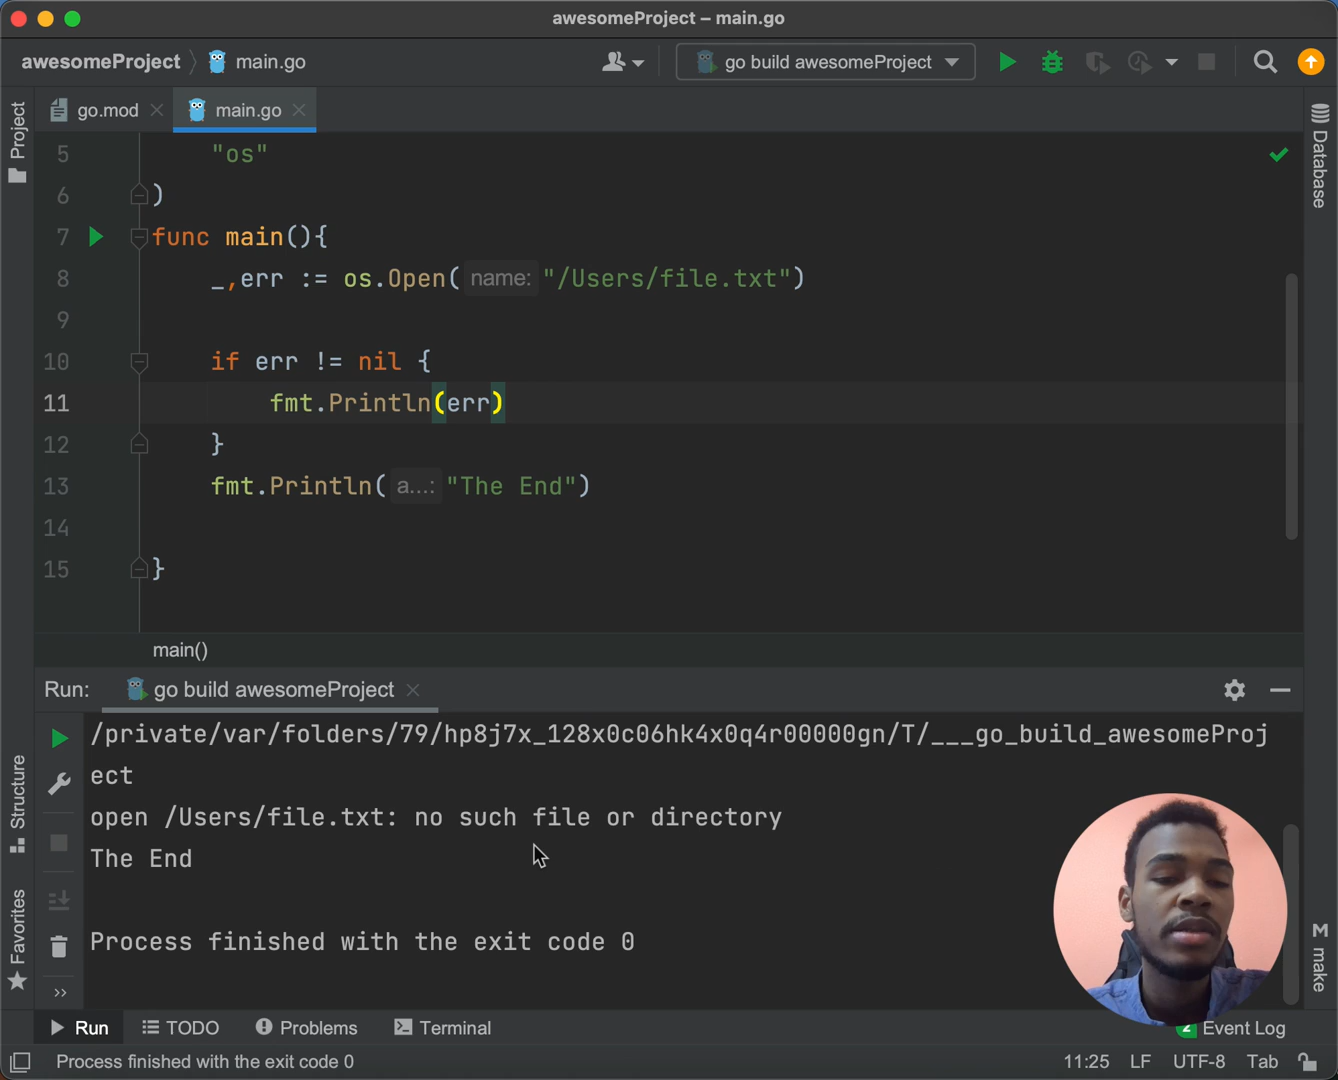 awesomeProject – main.go
awesomeProject main.go go build awesomeProject
go.mod main.go
Project
Database
5 "os"
6 )
7 func main(){
8 _,err := os.Open( name: "/Users/file.txt")
9
10 if err != nil {
11 fmt.Println(err)
12 }
13 fmt.Println( a...: "The End")
14
15 }
main()
Run: go build awesomeProject
/private/var/folders/79/hp8j7x_128x0c06hk4x0q4r00000gn/T/___go_build_awesomeProj
ect
open /Users/file.txt: no such file or directory
The End
Process finished with the exit code 0
Structure
Favorites
M make
Run TODO Problems Terminal 2 Event Log
Process finished with the exit code 0 11:25 LF UTF-8 Tab